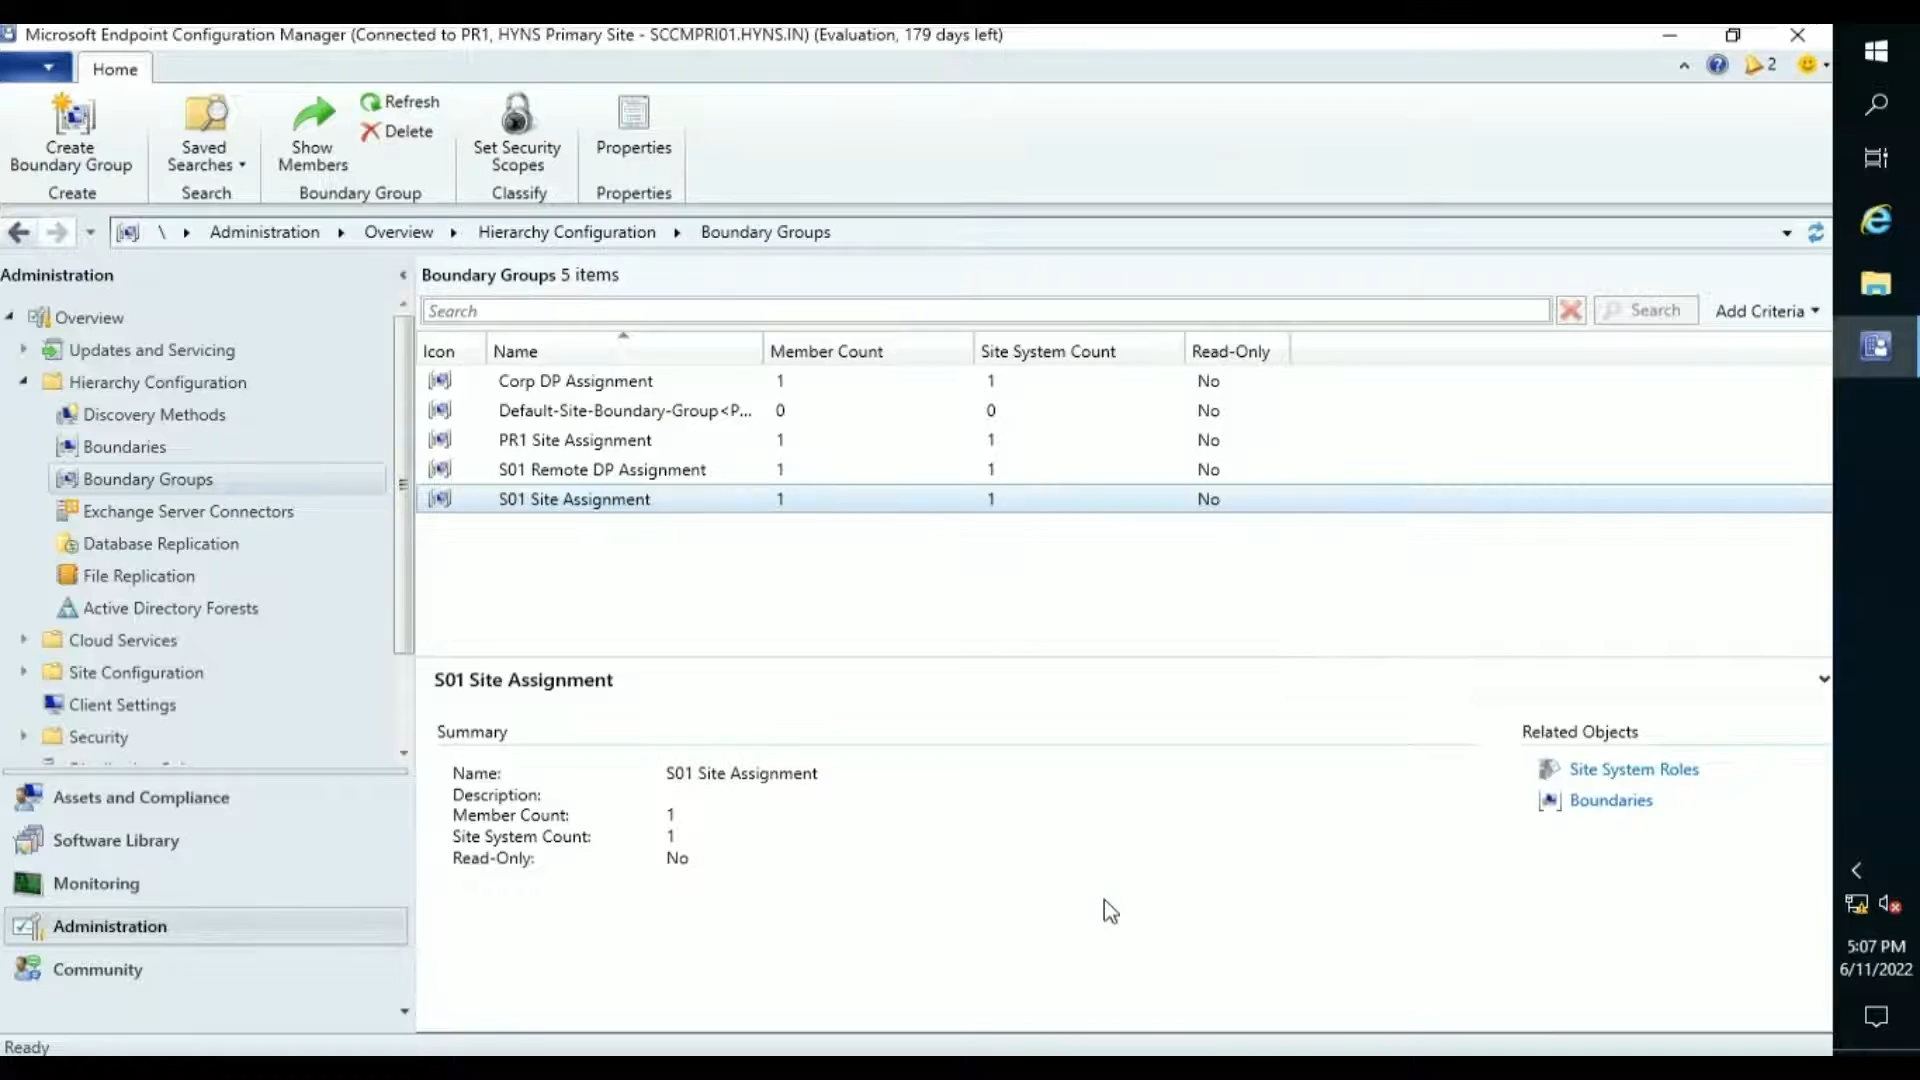 Microsoft Endpoint Configuration Manager (Connected to PR1, HYNS Primary Site - SCCMPRI01.HYNS.IN) (Evaluation, 179 days left)
Home
2
Create Boundary Group
Create
Saved Searches
Search
Show Members
Refresh
Delete
Boundary Group
Set Security Scopes
Classify
Properties
Properties
\ Administration Overview Hierarchy Configuration Boundary Groups
Administration
Overview
Updates and Servicing
Hierarchy Configuration
Discovery Methods
Boundaries
Boundary Groups
Exchange Server Connectors
Database Replication
File Replication
Active Directory Forests
Cloud Services
Site Configuration
Client Settings
Security
Assets and Compliance
Software Library
Monitoring
Administration
Community
Boundary Groups 5 items
Search
Search
Add Criteria
Icon Name Member Count Site System Count Read-Only
Corp DP Assignment 1 1 No
Default-Site-Boundary-Group<P... 0 0 No
PR1 Site Assignment 1 1 No
S01 Remote DP Assignment 1 1 No
S01 Site Assignment 1 1 No
S01 Site Assignment
Summary
Name: S01 Site Assignment
Description:
Member Count: 1
Site System Count: 1
Read-Only: No
Related Objects
Site System Roles
Boundaries
Ready
5:07 PM
6/11/2022